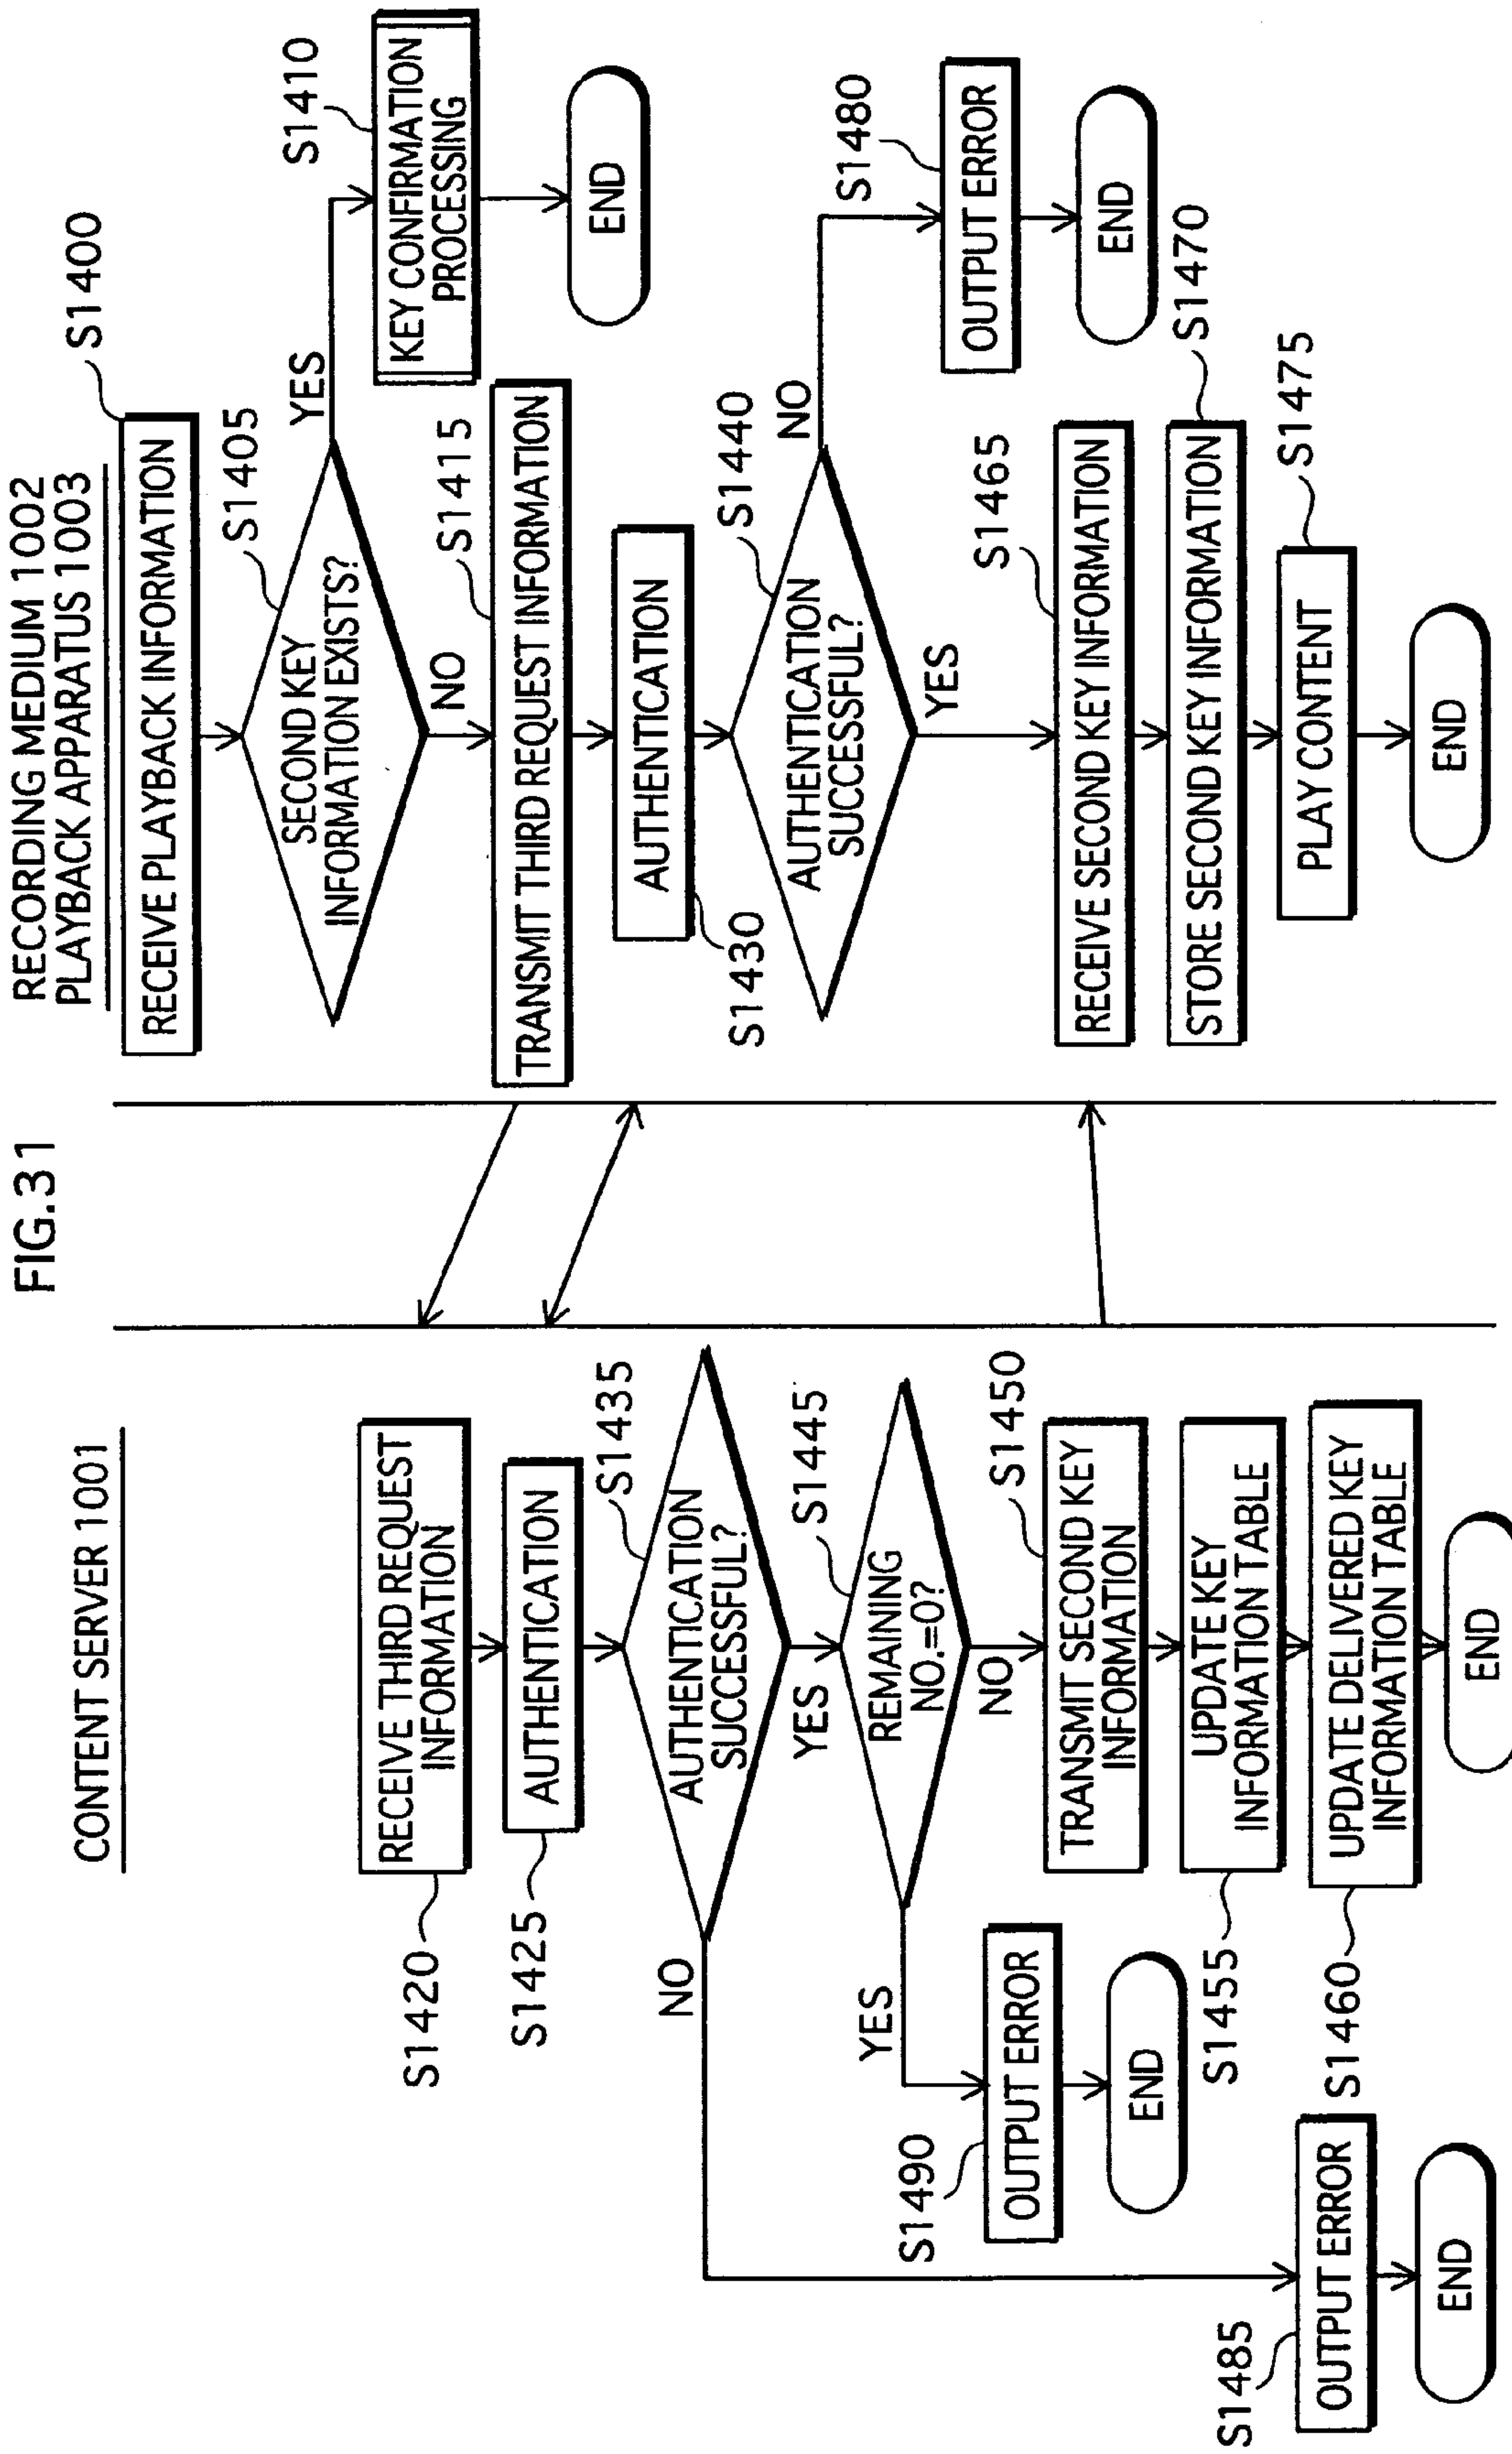 FIG.31
CONTENT SERVER 1001
RECEIVE THIRD REQUEST
INFORMATION
S1420
AUTHENTICATION
S1425
AUTHENTICATION
SUCCESSFUL?
S1435
NO
YES
REMAINING
NO.=0?
S1445
YES
NO
OUTPUT ERROR
S1490
END
TRANSMIT SECOND KEY
INFORMATION
S1450
UPDATE KEY
INFORMATION TABLE
S1455
UPDATE DELIVERED KEY
INFORMATION TABLE
S1460
END
OUTPUT ERROR
S1485
END
RECORDING MEDIUM 1002
PLAYBACK APPARATUS 1003
RECEIVE PLAYBACK INFORMATION
S1400
SECOND KEY
INFORMATION EXISTS?
S1405
YES
NO
KEY CONFIRMATION
PROCESSING
S1410
END
TRANSMIT THIRD REQUEST INFORMATION
S1415
AUTHENTICATION
S1430
AUTHENTICATION
SUCCESSFUL?
S1440
NO
YES
OUTPUT ERROR
S1480
END
RECEIVE SECOND KEY INFORMATION
S1465
STORE SECOND KEY INFORMATION
S1470
PLAY CONTENT
S1475
END